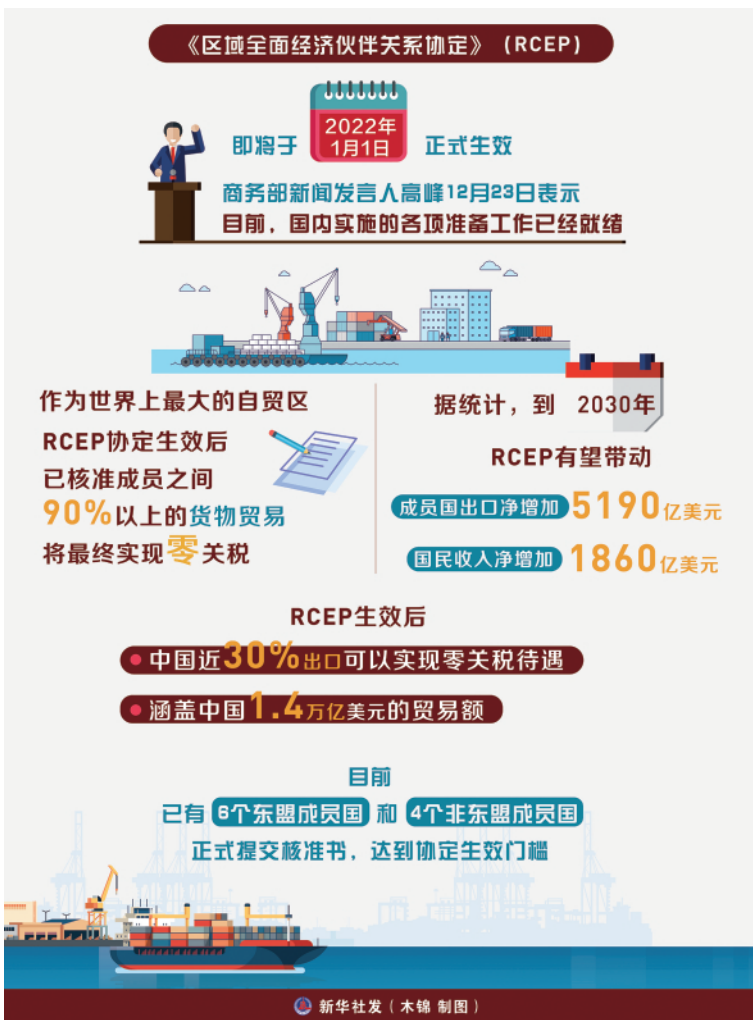 《区域全面经济伙伴关系协定》（RCEP）
即将于
2022年
1月1日
正式生效
商务部新闻发言人高峰12月23日表示
目前，国内实施的各项准备工作已经就绪
作为世界上最大的自贸区
RCEP协定生效后
已核准成员之间
90%以上的货物贸易
将最终实现零关税
据统计，到 2030年
RCEP有望带动
成员国出口净增加 5190亿美元
国民收入净增加 1860亿美元
RCEP生效后
中国近30%出口可以实现零关税待遇
涵盖中国1.4万亿美元的贸易额
目前
已有 6个东盟成员国 和 4个非东盟成员国
正式提交核准书，达到协定生效门槛
新华社发（木锦 制图）